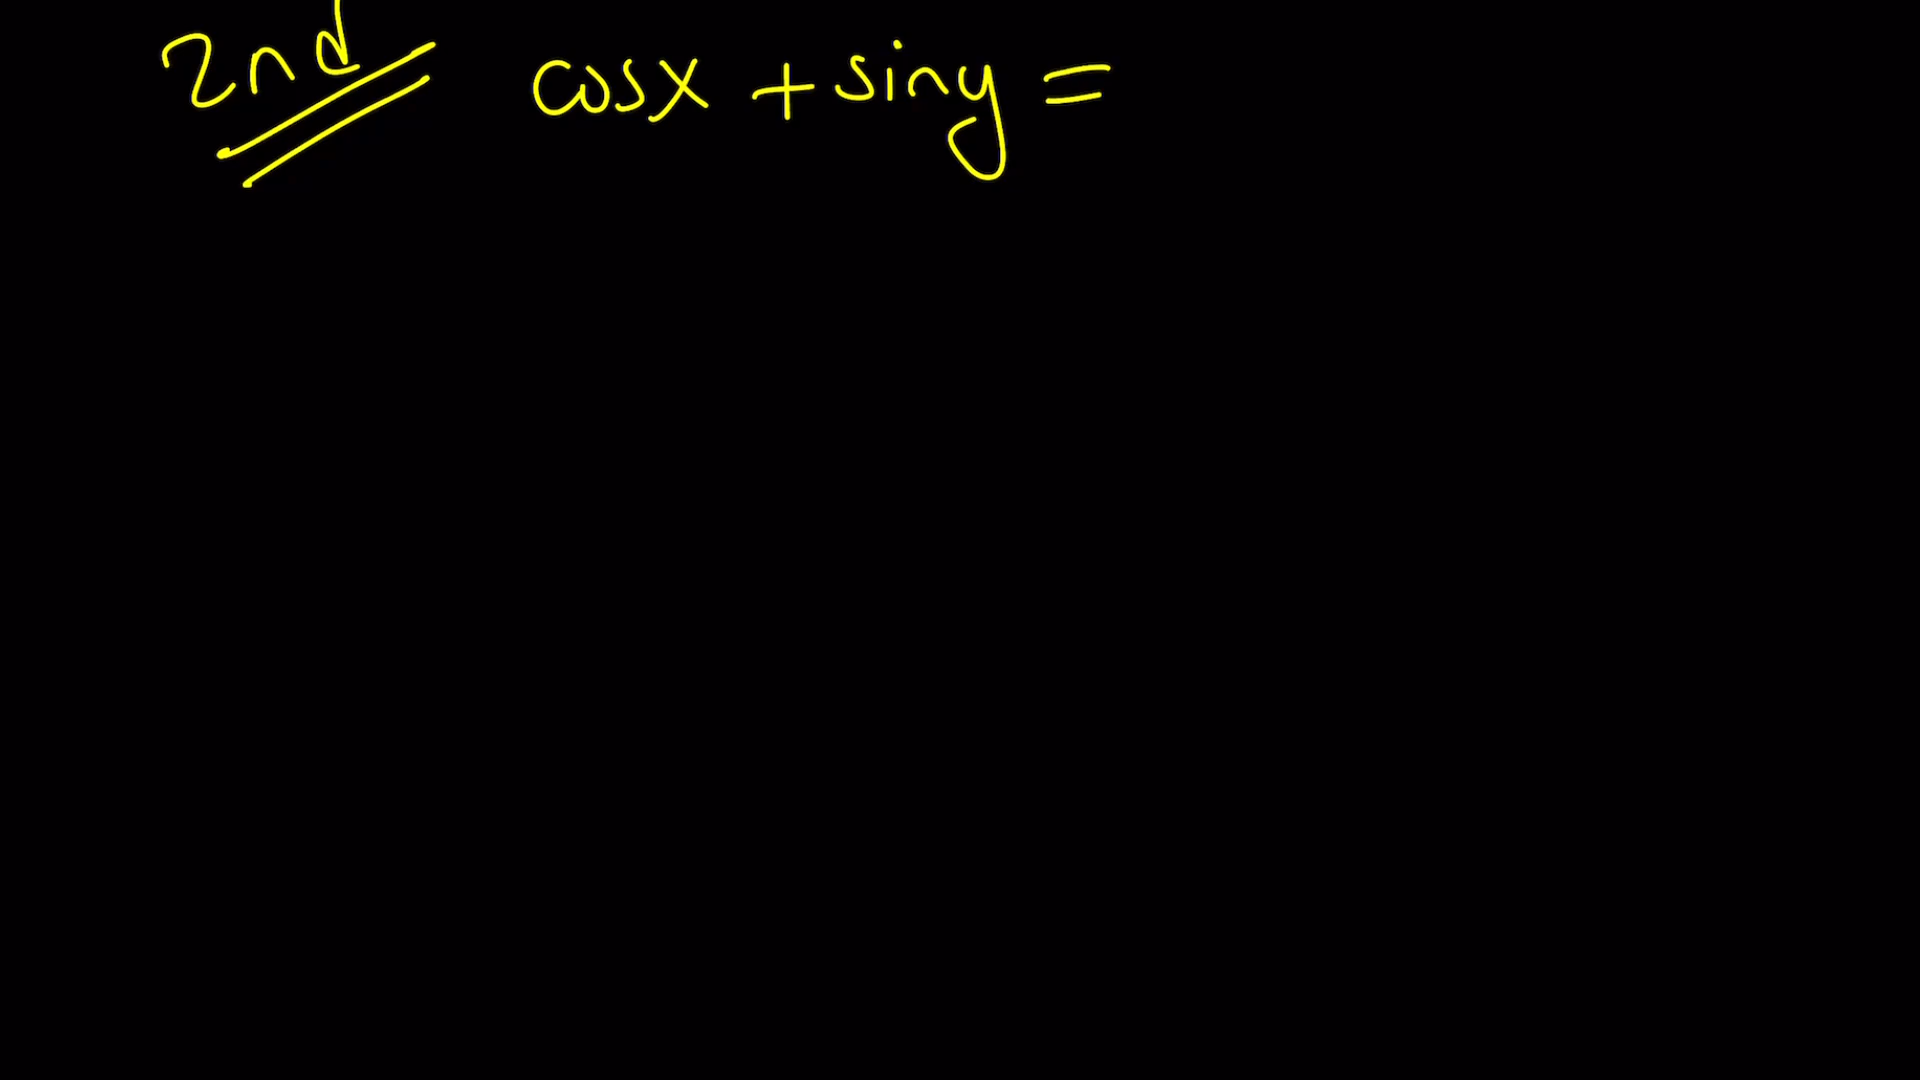 2nd cosx + siny =